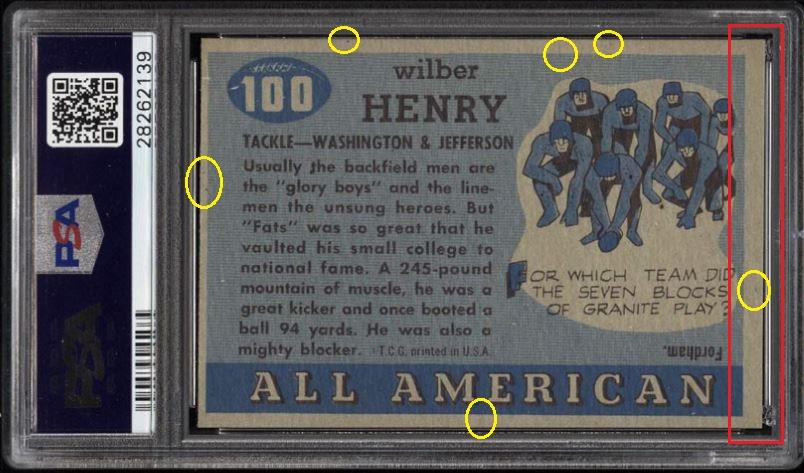 28262139
PSA
PSA
100
wilber
HENRY
TACKLE—WASHINGTON & JEFFERSON
Usually the backfield men are
the "glory boys" and the line-
men the unsung heroes. But
"Fats" was so great that he
vaulted his small college to
national fame. A 245-pound
mountain of muscle, he was a
great kicker and once booted a
ball 94 yards. He was also a
mighty blocker. T.C.G. printed in U.S.A.
FOR WHICH TEAM DID
THE SEVEN BLOCKS
OF GRANITE PLAY?
Fordham.
ALL AMERICAN